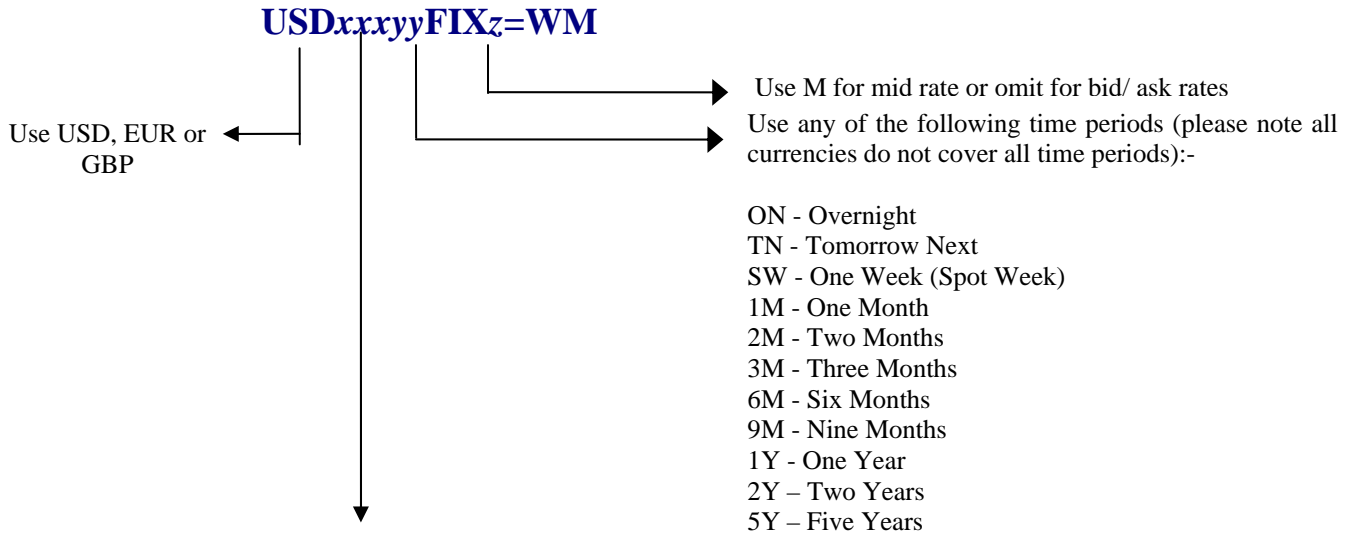 USDxxxyyFIXz=WM
Use M for mid rate or omit for bid/ ask rates
Use USD, EUR or
GBP
Use any of the following time periods (please note all
currencies do not cover all time periods):-
ON - Overnight
TN - Tomorrow Next
SW - One Week (Spot Week)
1M - One Month
2M - Two Months
3M - Three Months
6M - Six Months
9M - Nine Months
1Y - One Year
2Y – Two Years
5Y – Five Years